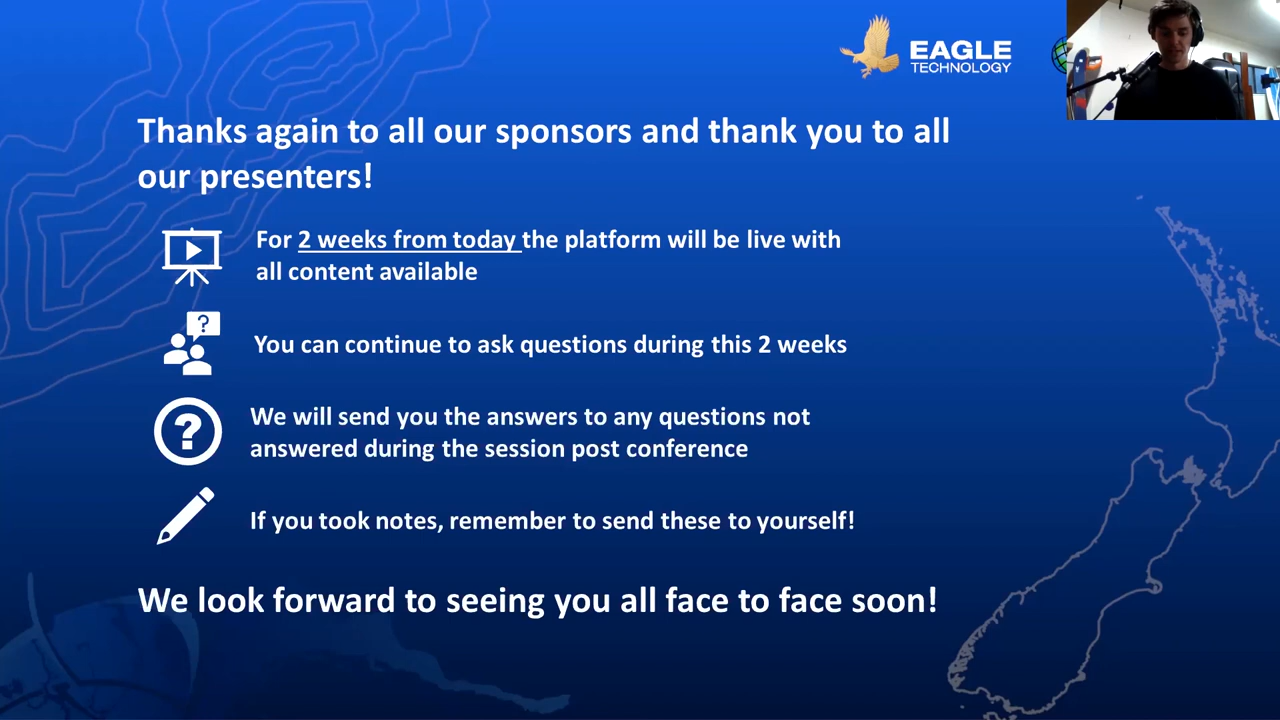 EAGLE
TECHNOLOGY
Thanks again to all our sponsors and thank you to all
our presenters!
For 2 weeks from today the platform will be live with
all content available
?
You can continue to ask questions during this 2 weeks
?
We will send you the answers to any questions not
answered during the session post conference
If you took notes, remember to send these to yourself!
We look forward to seeing you all face to face soon!